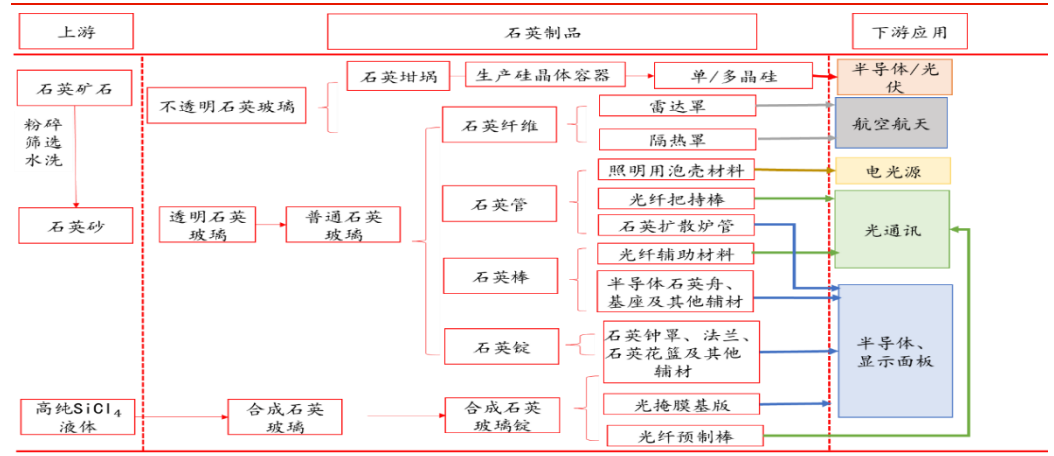 上游
石英制品
下游应用
石英矿石
粉碎
筛选
水洗
石英砂
高纯SiCl₄
液体
不透明石英玻璃
石英坩埚
生产硅晶体容器
单/多晶硅
透明石英
玻璃
普通石英
玻璃
石英纤维
雷达罩
隔热罩
石英管
照明用泡壳材料
光纤把持棒
石英扩散炉管
石英棒
光纤辅助材料
半导体石英舟、
基座及其他辅材
石英锭
石英钟罩、法兰、
石英花篮及其他
辅材
合成石英
玻璃
合成石英
玻璃锭
光掩膜基版
光纤预制棒
半导体/光
伏
航空航天
电光源
光通讯
半导体、
显示面板